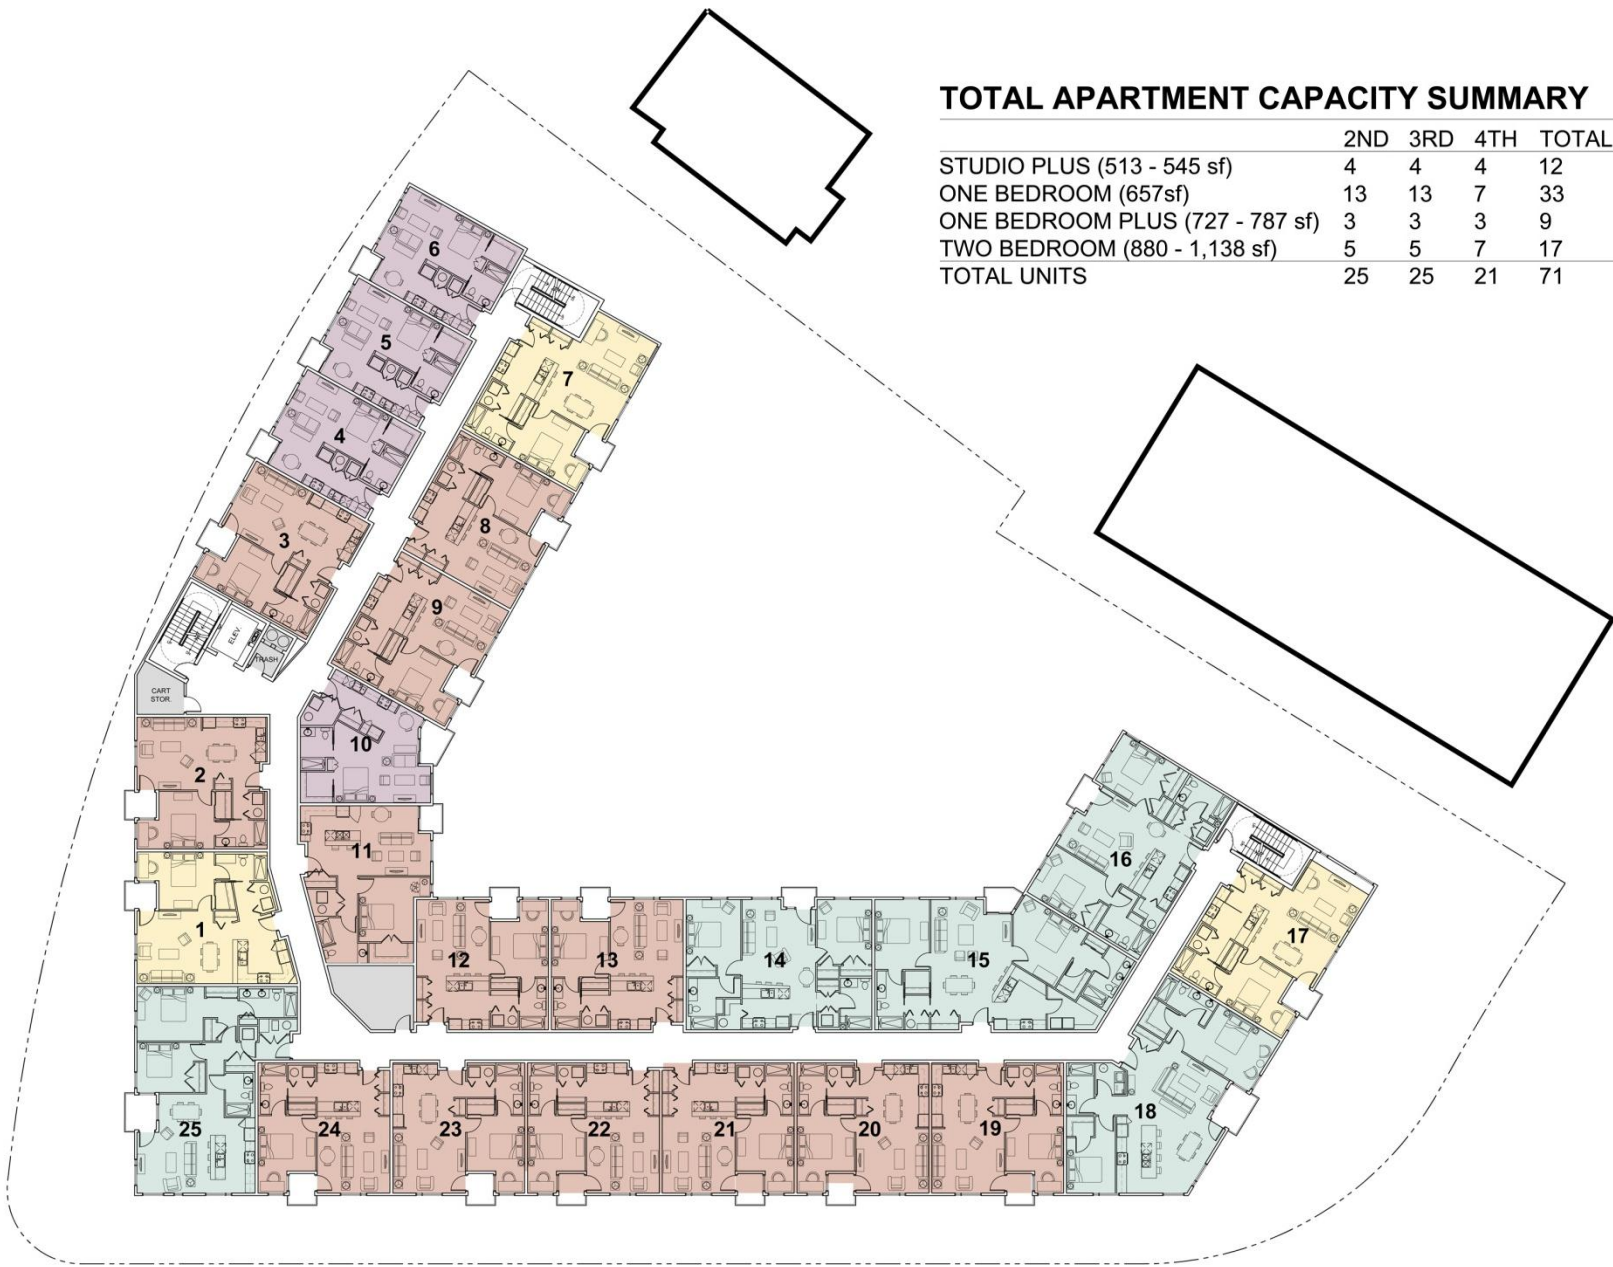 TOTAL APARTMENT CAPACITY SUMMARY
2ND 3RD 4TH TOTAL
STUDIO PLUS (513 - 545 sf) 4 4 4 12
ONE BEDROOM (657sf) 13 13 7 33
ONE BEDROOM PLUS (727 - 787 sf) 3 3 3 9
TWO BEDROOM (880 - 1,138 sf) 5 5 7 17
TOTAL UNITS 25 25 21 71
6
5
7
4
8
3
9
ELEV.
TRASH
CART
STOR.
10
2
11
16
1
17
12
13
14
15
18
25
24
23
22
21
20
19